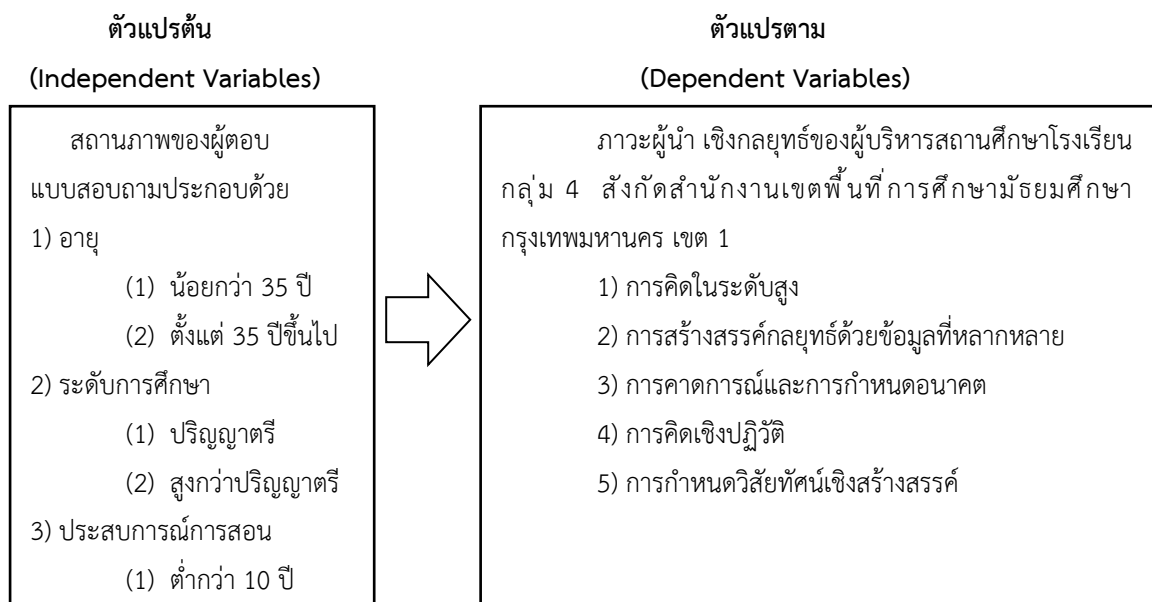 ตัวแปรต้น
(Independent Variables)
สถานภาพของผู้ตอบ
แบบสอบถามประกอบด้วย
1) อายุ
(1) น้อยกว่า 35 ปี
(2) ตั้งแต่ 35 ปีขึ้นไป
2) ระดับการศึกษา
(1) ปริญญาตรี
(2) สูงกว่าปริญญาตรี
3) ประสบการณ์การสอน
(1) ต่ำกว่า 10 ปี
ตัวแปรตาม
(Dependent Variables)
ภาวะผู้นำ เชิงกลยุทธ์ของผู้บริหารสถานศึกษาโรงเรียน
กลุ่ม 4 สังกัดสำนักงานเขตพื้นที่การศึกษามัธยมศึกษา
กรุงเทพมหานคร เขต 1
1) การคิดในระดับสูง
2) การสร้างสรรค์กลยุทธ์ด้วยข้อมูลที่หลากหลาย
3) การคาดการณ์และการกำหนดอนาคต
4) การคิดเชิงปฏิวัติ
5) การกำหนดวิสัยทัศน์เชิงสร้างสรรค์